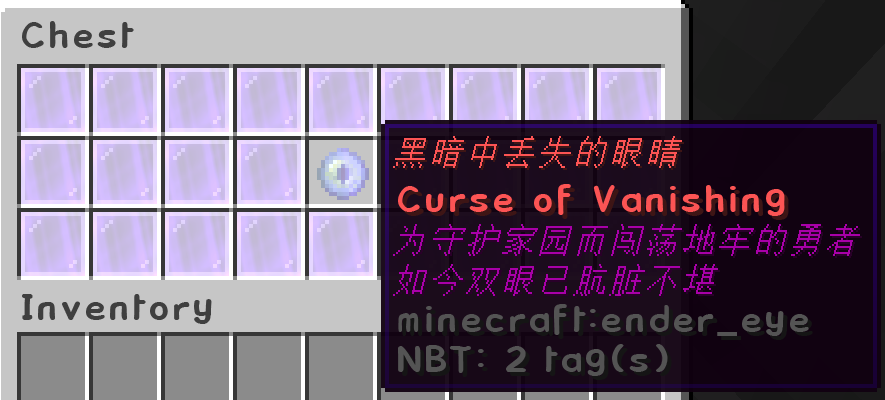 Chest
黑暗中丢失的眼睛
Curse of Vanishing
为守护家园而闯荡地牢的勇者
如今双眼已肮脏不堪
minecraft:ender_eye
NBT: 2 tag(s)
Inventory